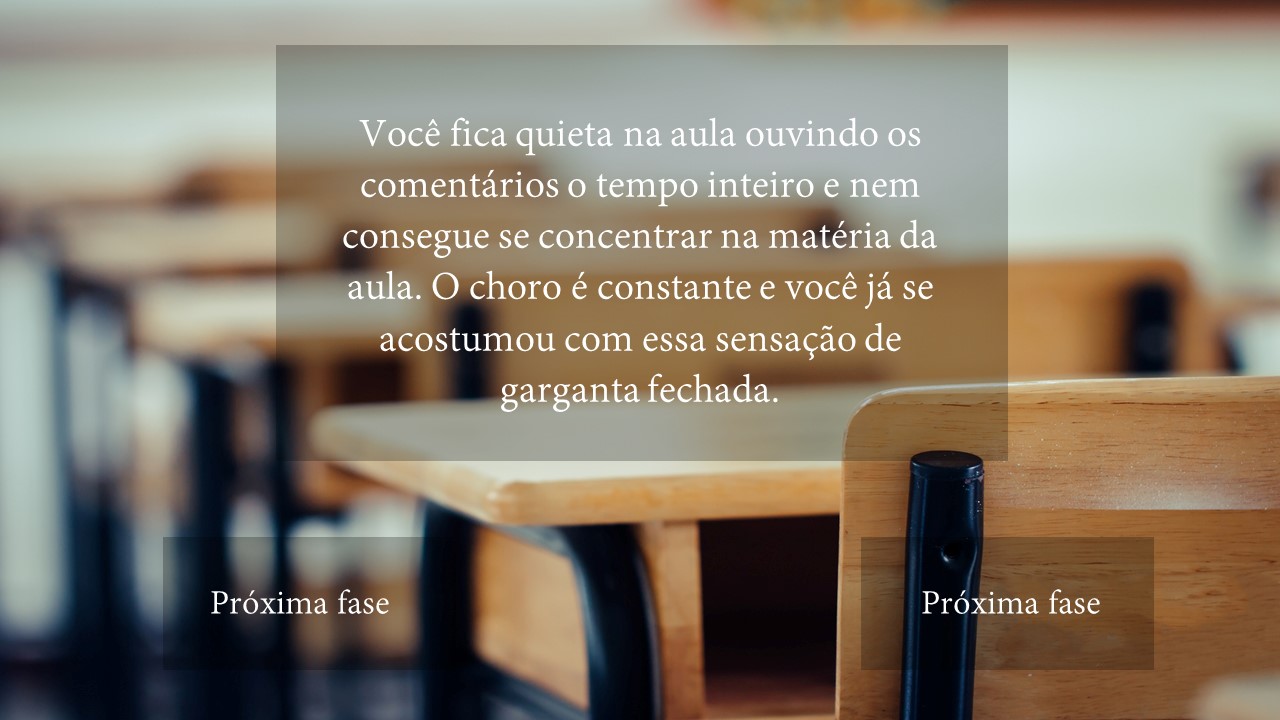 Você fica quieta na aula ouvindo os
comentários o tempo inteiro e nem
consegue se concentrar na matéria da
aula. O choro é constante e você já se
acostumou com essa sensação de
garganta fechada.
Próxima fase
Próxima fase